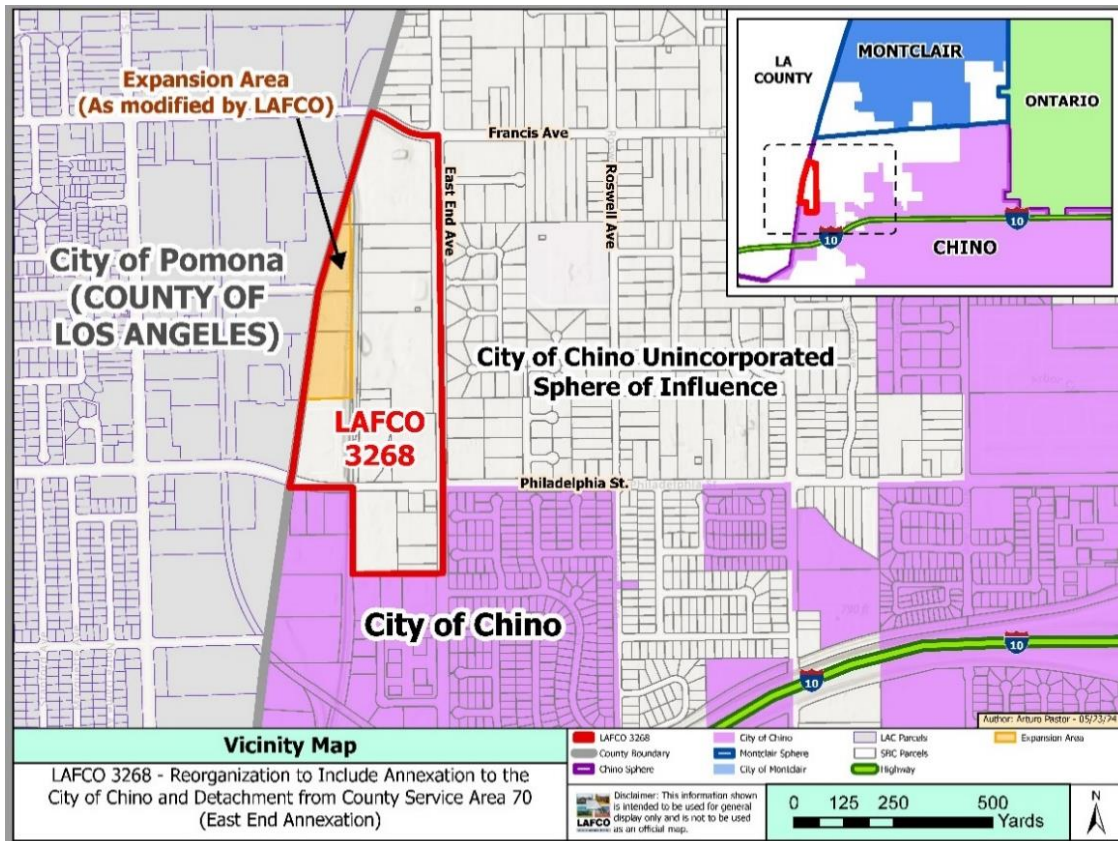 Expansion Area
(As modified by LAFCO)
Francis Ave
East End Ave
Roswell Ave
City of Pomona
(COUNTY OF
LOS ANGELES)
City of Chino Unincorporated
Sphere of Influence
LAFCO
3268
Philadelphia St.
City of Chino
10
10
LA
COUNTY
MONTCLAIR
ONTARIO
10
10
CHINO
Author: Arturo Pastor - 05/23/24
Vicinity Map
LAFCO 3268 - Reorganization to Include Annexation to the
City of Chino and Detachment from County Service Area 70
(East End Annexation)
LAFCO 3268
County Boundary
Chino Sphere
City of Chino
Montclair Sphere
City of Montclair
LAC Parcels
SBC Parcels
Highway
Expansion Area
LAFCO
Disclaimer: This information shown
is intended to be used for general
display only and is not to be used
as an official map.
0 125 250 500
Yards
N